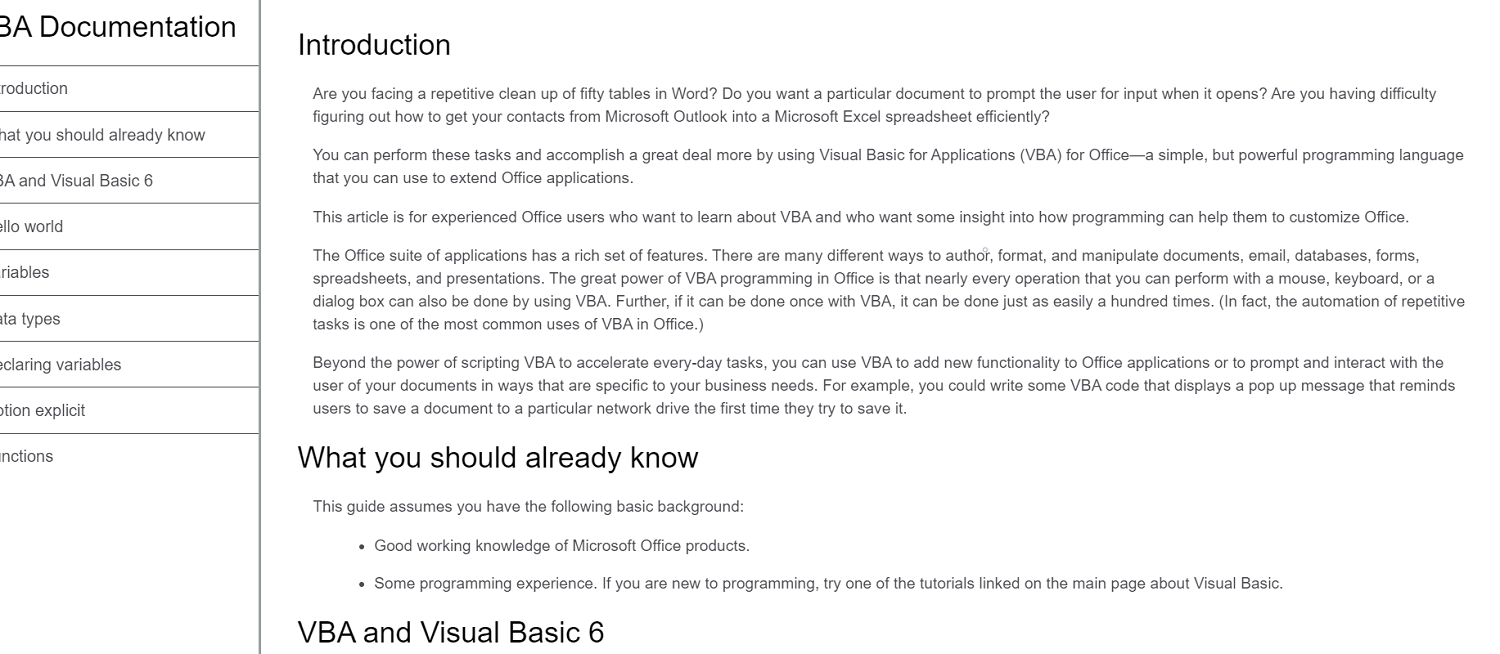 BA Documentation
roduction
hat you should already know
BA and Visual Basic 6
ello world
riables
ata types
eclaring variables
otion explicit
nctions
Introduction
Are you facing a repetitive clean up of fifty tables in Word? Do you want a particular document to prompt the user for input when it opens? Are you having difficulty
figuring out how to get your contacts from Microsoft Outlook into a Microsoft Excel spreadsheet efficiently?
You can perform these tasks and accomplish a great deal more by using Visual Basic for Applications (VBA) for Office—a simple, but powerful programming language
that you can use to extend Office applications.
This article is for experienced Office users who want to learn about VBA and who want some insight into how programming can help them to customize Office.
The Office suite of applications has a rich set of features. There are many different ways to author, format, and manipulate documents, email, databases, forms,
spreadsheets, and presentations. The great power of VBA programming in Office is that nearly every operation that you can perform with a mouse, keyboard, or a
dialog box can also be done by using VBA. Further, if it can be done once with VBA, it can be done just as easily a hundred times. (In fact, the automation of repetitive
tasks is one of the most common uses of VBA in Office.)
Beyond the power of scripting VBA to accelerate every-day tasks, you can use VBA to add new functionality to Office applications or to prompt and interact with the
user of your documents in ways that are specific to your business needs. For example, you could write some VBA code that displays a pop up message that reminds
users to save a document to a particular network drive the first time they try to save it.
What you should already know
This guide assumes you have the following basic background:
• Good working knowledge of Microsoft Office products.
• Some programming experience. If you are new to programming, try one of the tutorials linked on the main page about Visual Basic.
VBA and Visual Basic 6